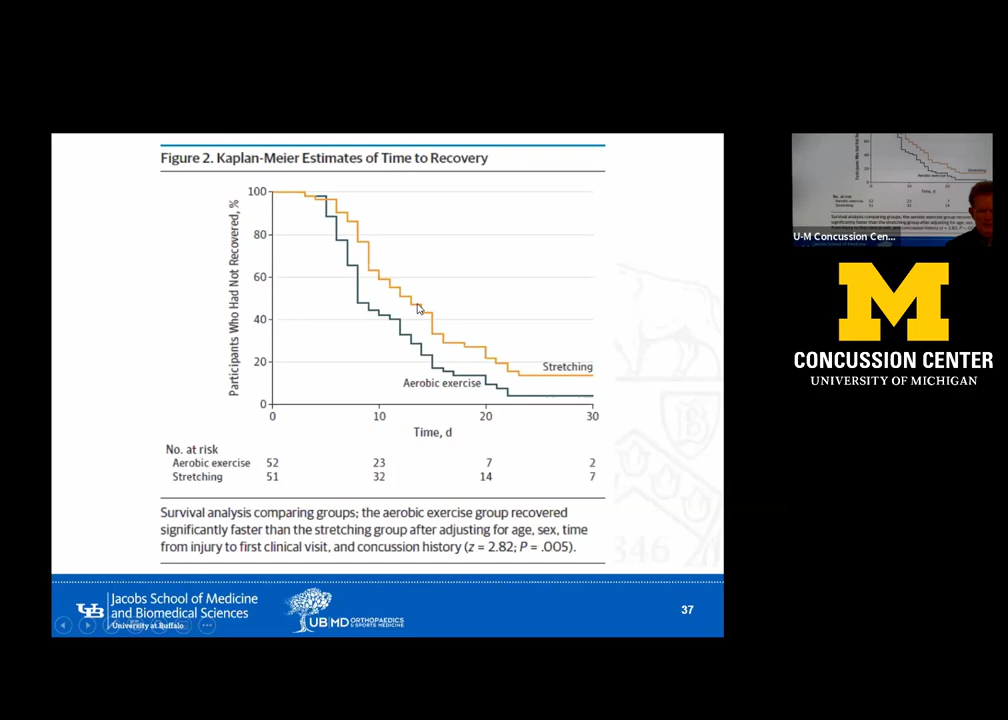 Figure 2. Kaplan-Meier Estimates of Time to Recovery
100
80
60
40
20
0
Participants Who Had Not Recovered, %
Stretching
Aerobic exercise
0 10 20 30
Time, d
No. at risk
Aerobic exercise 52 23 7 2
Stretching 51 32 14 7
Survival analysis comparing groups; the aerobic exercise group recovered
significantly faster than the stretching group after adjusting for age, sex, time
from injury to first clinical visit, and concussion history (z = 2.82; P = .005).
UB Jacobs School of Medicine
and Biomedical Sciences
University at Buffalo
UB|MD ORTHOPAEDICS
& SPORTS MEDICINE
37
U-M Concussion Cen...
M
CONCUSSION CENTER
UNIVERSITY OF MICHIGAN